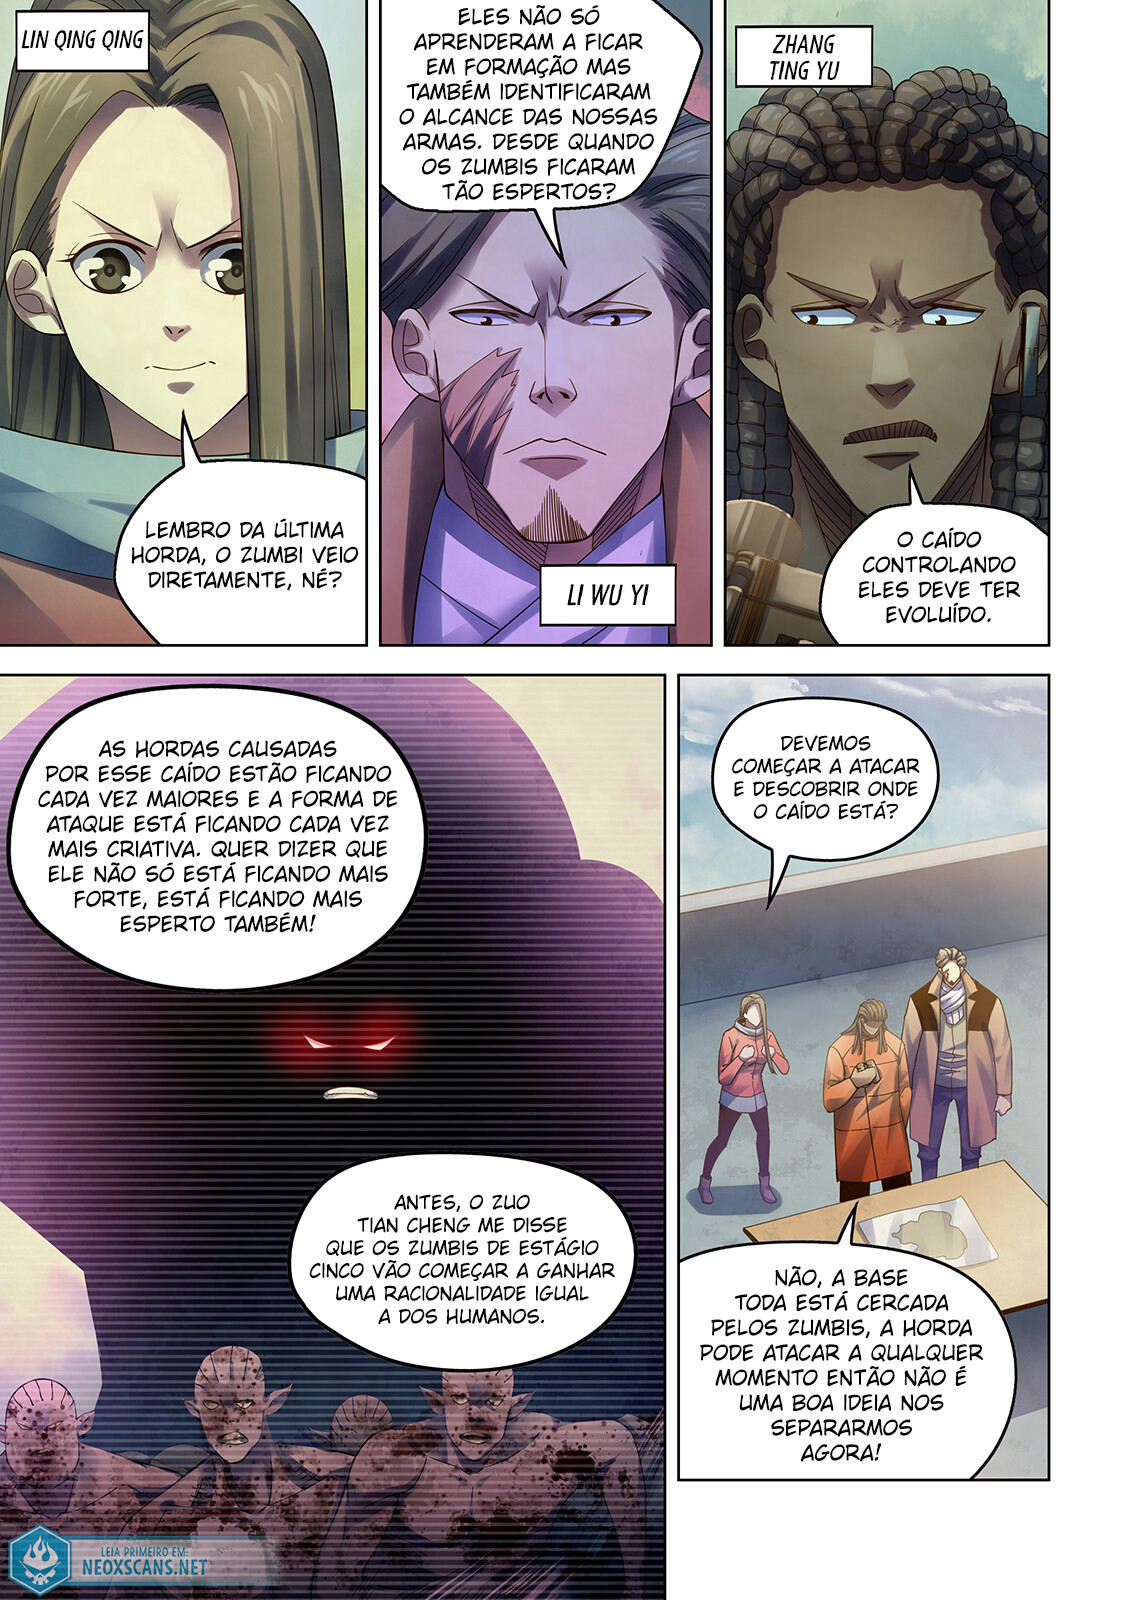 LIN QING QING
LEMBRO DA ÚLTIMA
HORDA, O ZUMBI VEIO
DIRETAMENTE, NÉ?
ELES NÃO SÓ
APRENDERAM A FICAR
EM FORMAÇÃO MAS
TAMBÉM IDENTIFICARAM
O ALCANCE DAS NOSSAS
ARMAS. DESDE QUANDO
OS ZUMBIS FICARAM
TÃO ESPERTOS?
LI WU YI
ZHANG
TING YU
O CAÍDO
CONTROLANDO
ELES DEVE TER
EVOLUÍDO.
AS HORDAS CAUSADAS
POR ESSE CAÍDO ESTÃO FICANDO
CADA VEZ MAIORES E A FORMA DE
ATAQUE ESTÁ FICANDO CADA VEZ
MAIS CRIATIVA. QUER DIZER QUE
ELE NÃO SÓ ESTÁ FICANDO MAIS
FORTE, ESTÁ FICANDO MAIS
ESPERTO TAMBÉM!
ANTES, O ZUO
TIAN CHENG ME DISSE
QUE OS ZUMBIS DE ESTÁGIO
CINCO VÃO COMEÇAR A GANHAR
UMA RACIONALIDADE IGUAL
A DOS HUMANOS.
DEVEMOS
COMEÇAR A ATACAR
E DESCOBRIR ONDE
O CAÍDO ESTÁ?
NÃO, A BASE
TODA ESTÁ CERCADA
PELOS ZUMBIS, A HORDA
PODE ATACAR A QUALQUER
MOMENTO ENTÃO NÃO É
UMA BOA IDEIA NOS
SEPARARMOS
AGORA!
LEIA PRIMEIRO EM:
NEOXSCANS.NET